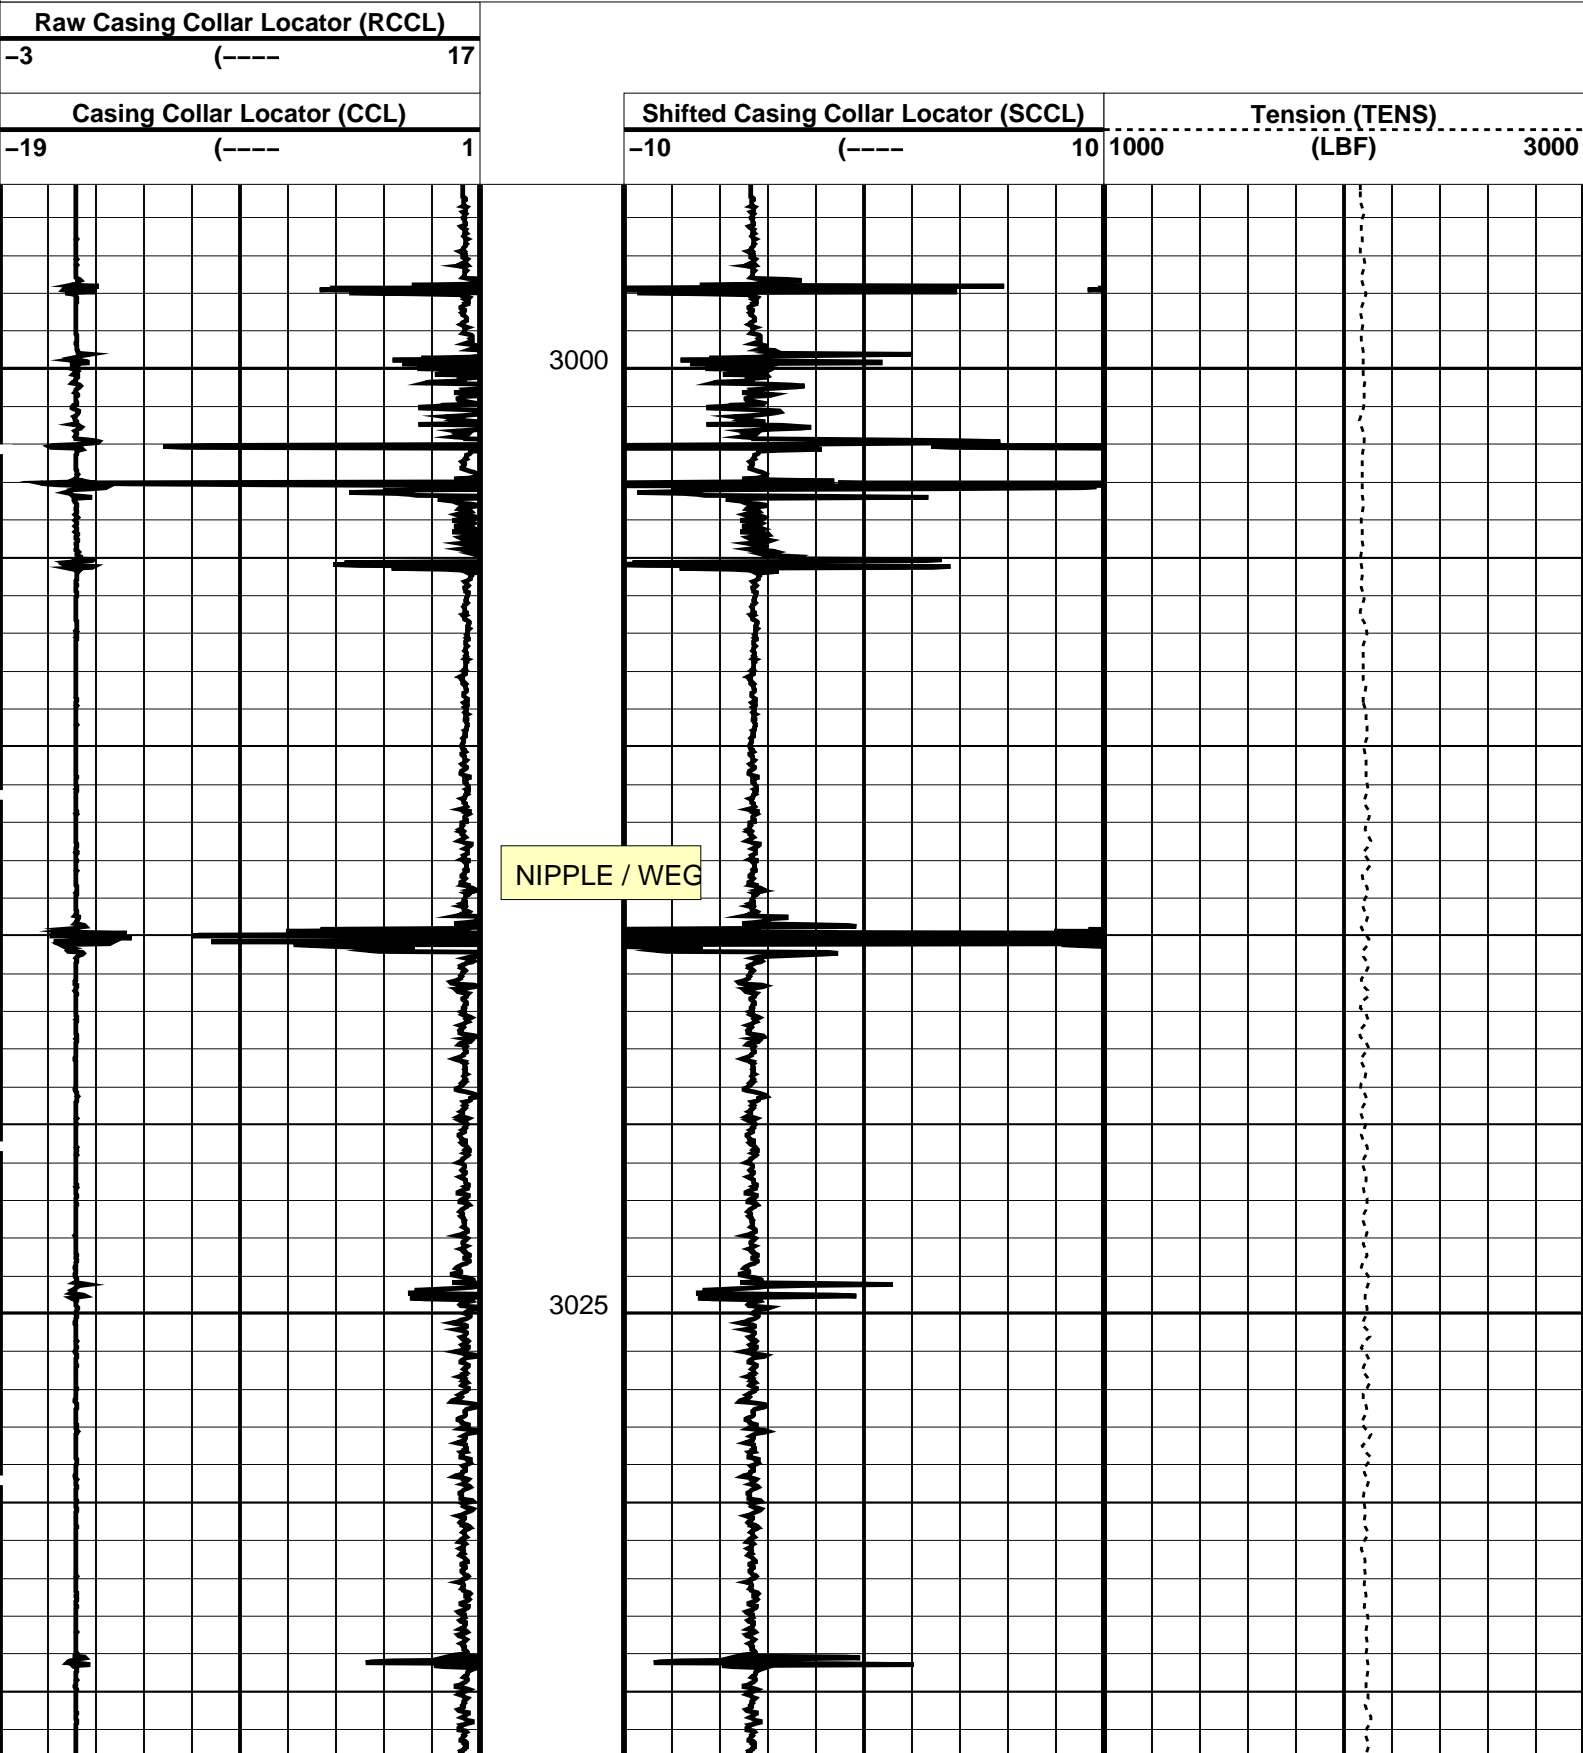 Raw Casing Collar Locator (RCCL)
−3 (−−−− 17
Casing Collar Locator (CCL) Shifted Casing Collar Locator (SCCL) Tension (TENS)
−19 (−−−− 1 −10 (−−−− 10 1000 (LBF) 3000
3000
NIPPLE / WEG
3025